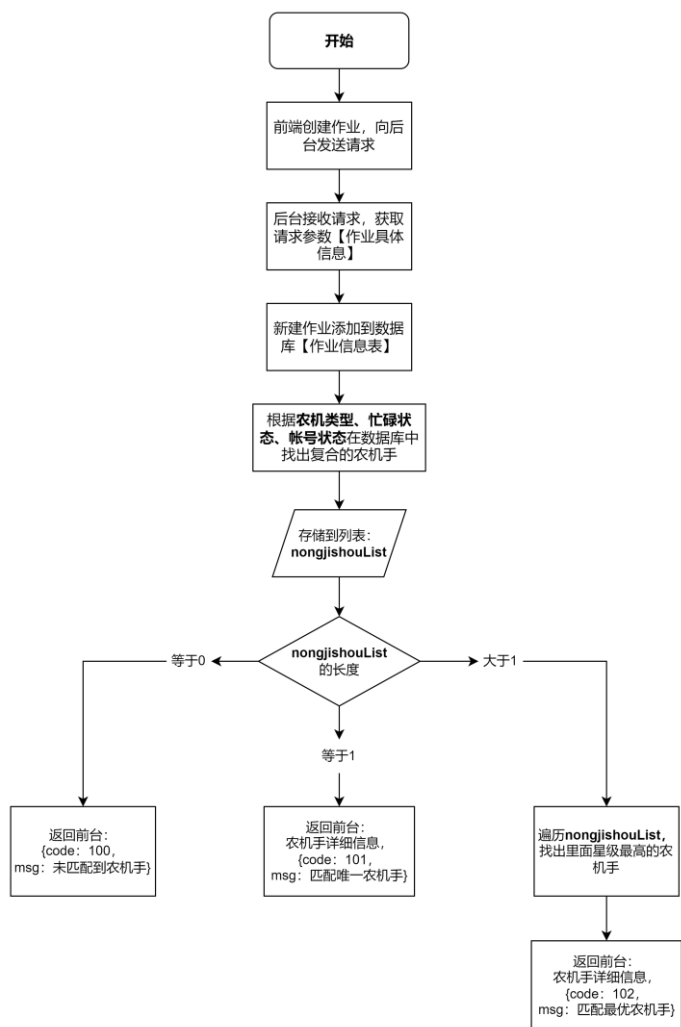 开始
前端创建作业，向后
台发送请求
后台接收请求，获取
请求参数【作业具体
信息】
新建作业添加到数据
库【作业信息表】
根据农机类型、忙碌状
态、帐号状态在数据库中
找出复合的农机手
存储到列表：
nongjishouList
nongjishouList
的长度
等于0
大于1
等于1
返回前台：
{code：100，
msg：未匹配到农机手}
返回前台：
农机手详细信息，
{code：101，
msg：匹配唯一农机手}
遍历nongjishouList，
找出里面星级最高的农
机手
返回前台：
农机手详细信息，
{code：102，
msg：匹配最优农机手}